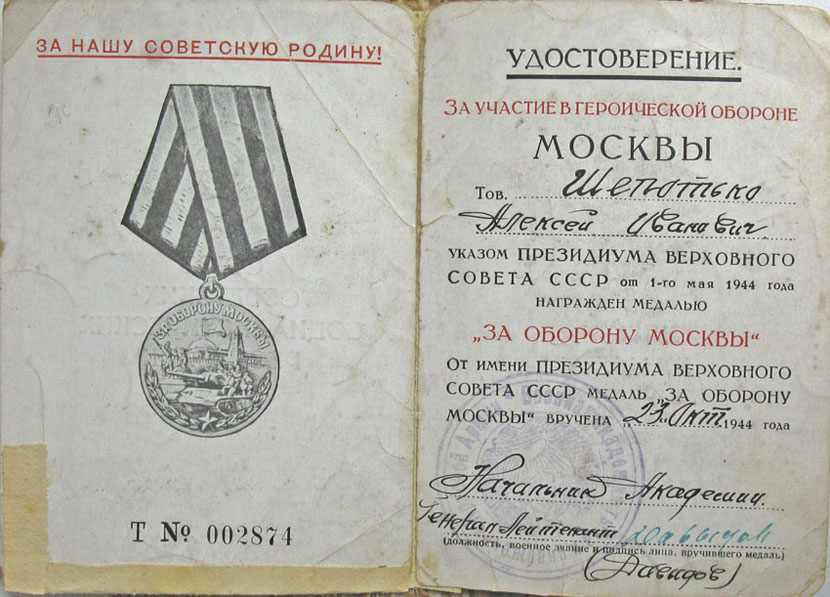 ЗА НАШУ СОВЕТСКУЮ РОДИНУ!
ЗА ОБОРОНУ МОСКВЫ
Т № 002874
УДОСТОВЕРЕНИЕ.
ЗА УЧАСТИЕ В ГЕРОИЧЕСКОЙ ОБОРОНЕ
МОСКВЫ
Тов. Шепотько
Алексей Иванович
указом ПРЕЗИДИУМА ВЕРХОВНОГО
СОВЕТА СССР от 1-го мая 1944 года
НАГРАЖДЕН МЕДАЛЬЮ
„ЗА ОБОРОНУ МОСКВЫ“
От имени ПРЕЗИДИУМА ВЕРХОВНОГО
СОВЕТА СССР медаль „ЗА ОБОРОНУ
МОСКВЫ“ вручена „23“ Окт. 1944 года
Начальник Академии
Генерал Лейтенант
(должность, военное звание и подпись лица, вручившего медаль)
(Давидов)